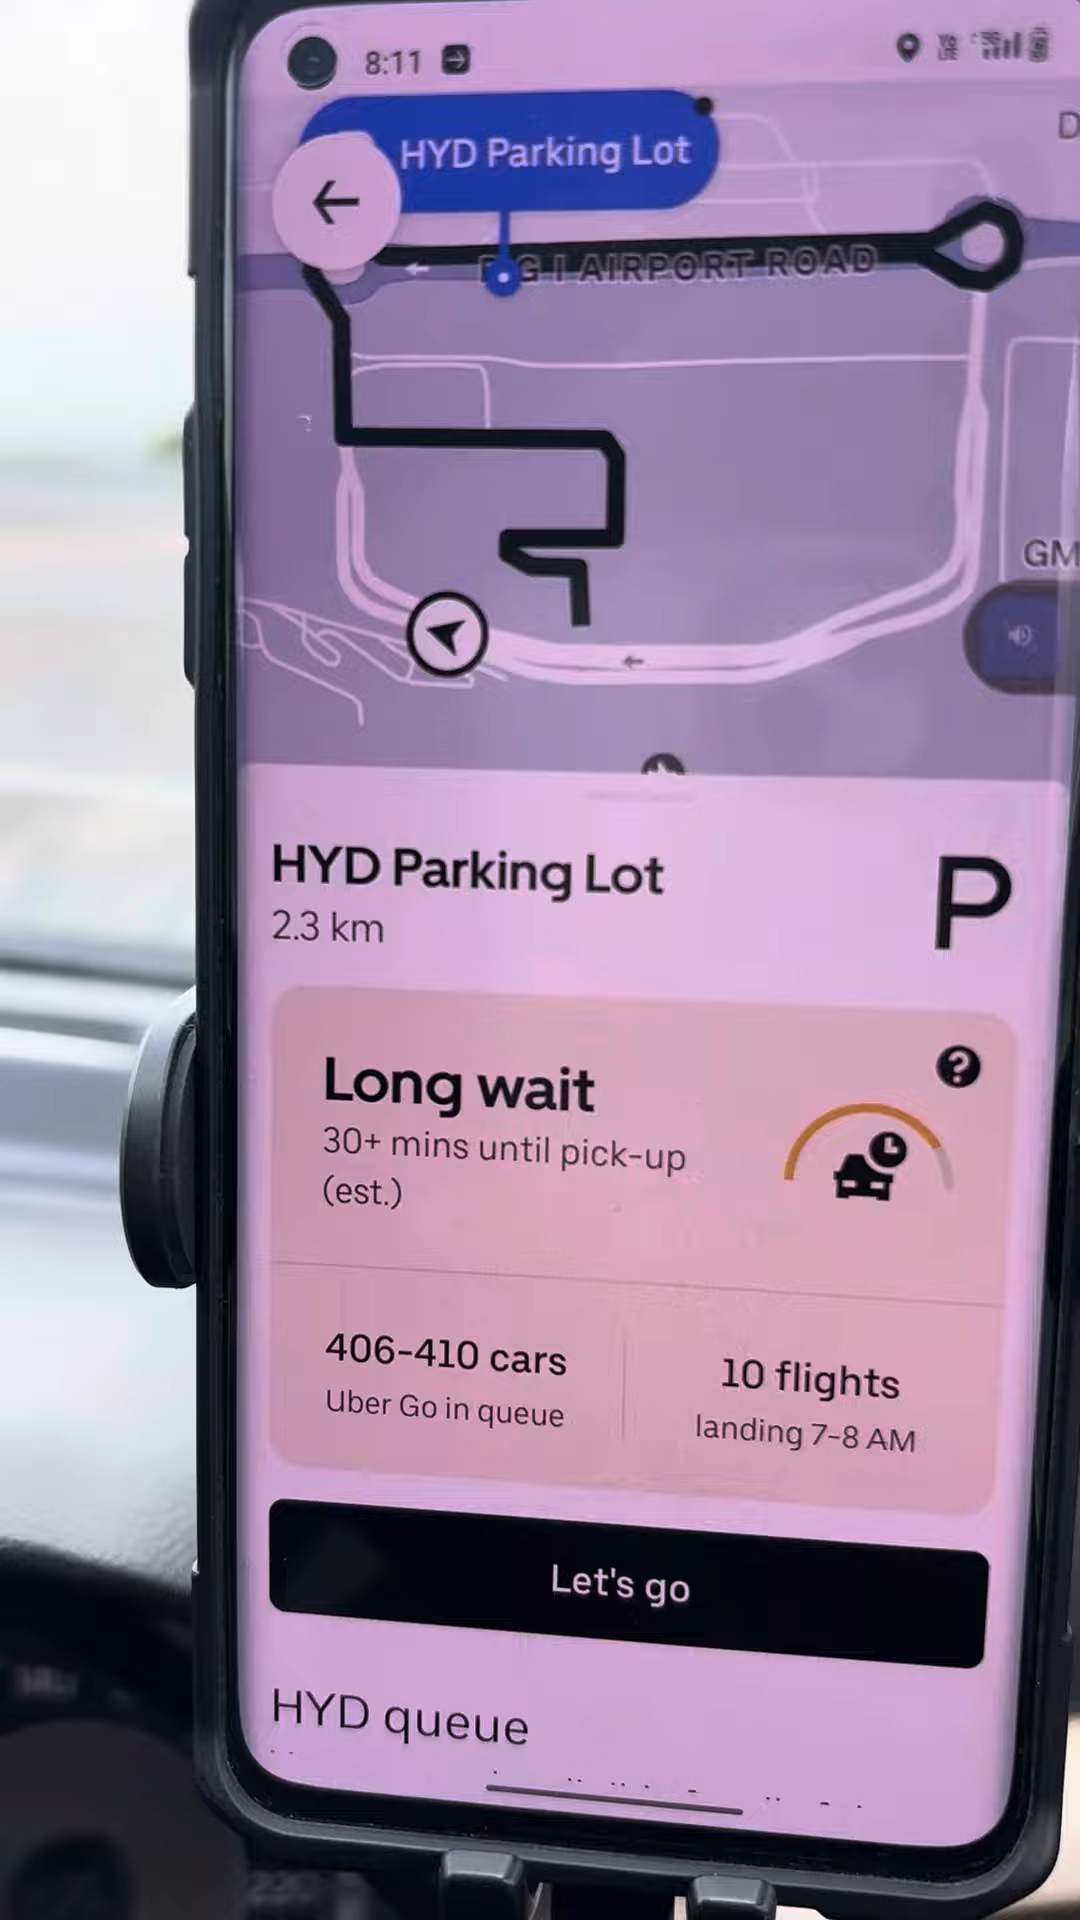 8:11
D
HYD Parking Lot
G I AIRPORT ROAD
GM
HYD Parking Lot
2.3 km
P
Long wait
30+ mins until pick-up
(est.)
406-410 cars
Uber Go in queue
10 flights
landing 7-8 AM
Let's go
HYD queue